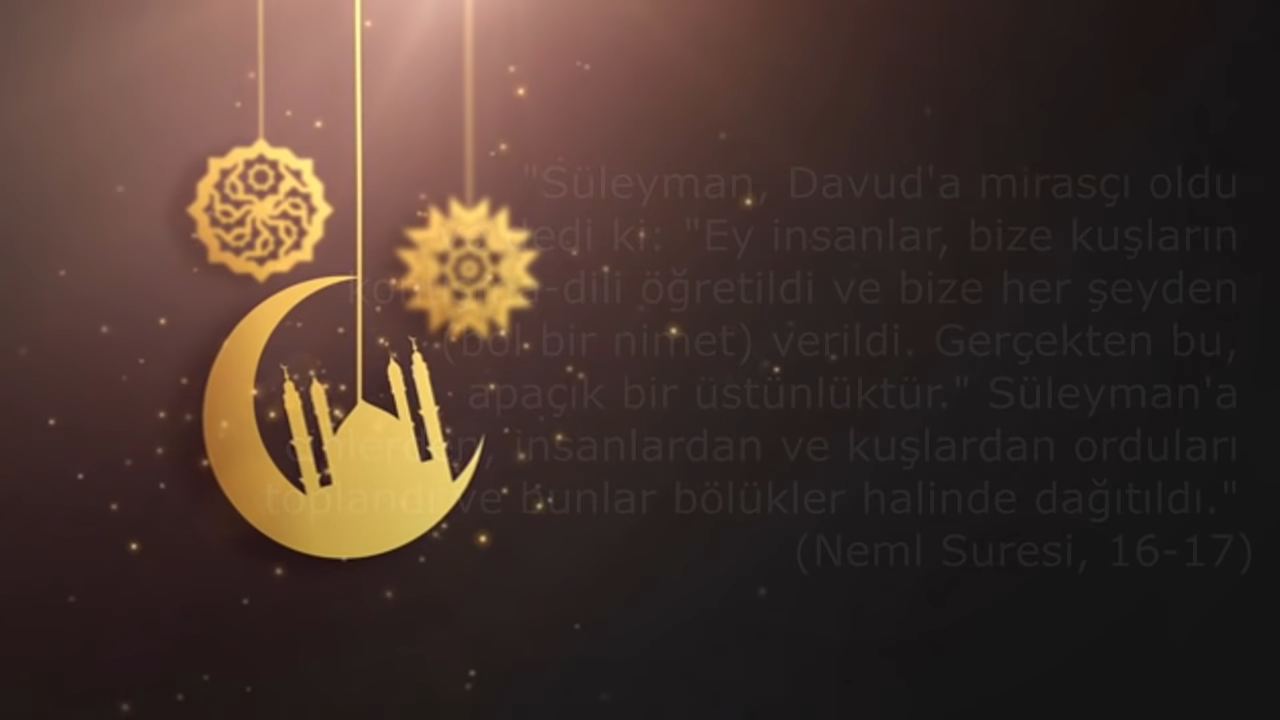 "Süleyman, Davud'a mirasçı oldu
ki: "Ey insanlar, bize kuşların
-dili öğretildi ve bize her şeyden
(bol bir nimet) verildi. Gerçekten bu,
apaçık bir üstünlüktür." Süleyman'a
insanlardan ve kuşlardan orduları
toplandı ve bunlar bölükler halinde dağıtıldı."
(Neml Suresi, 16-17)